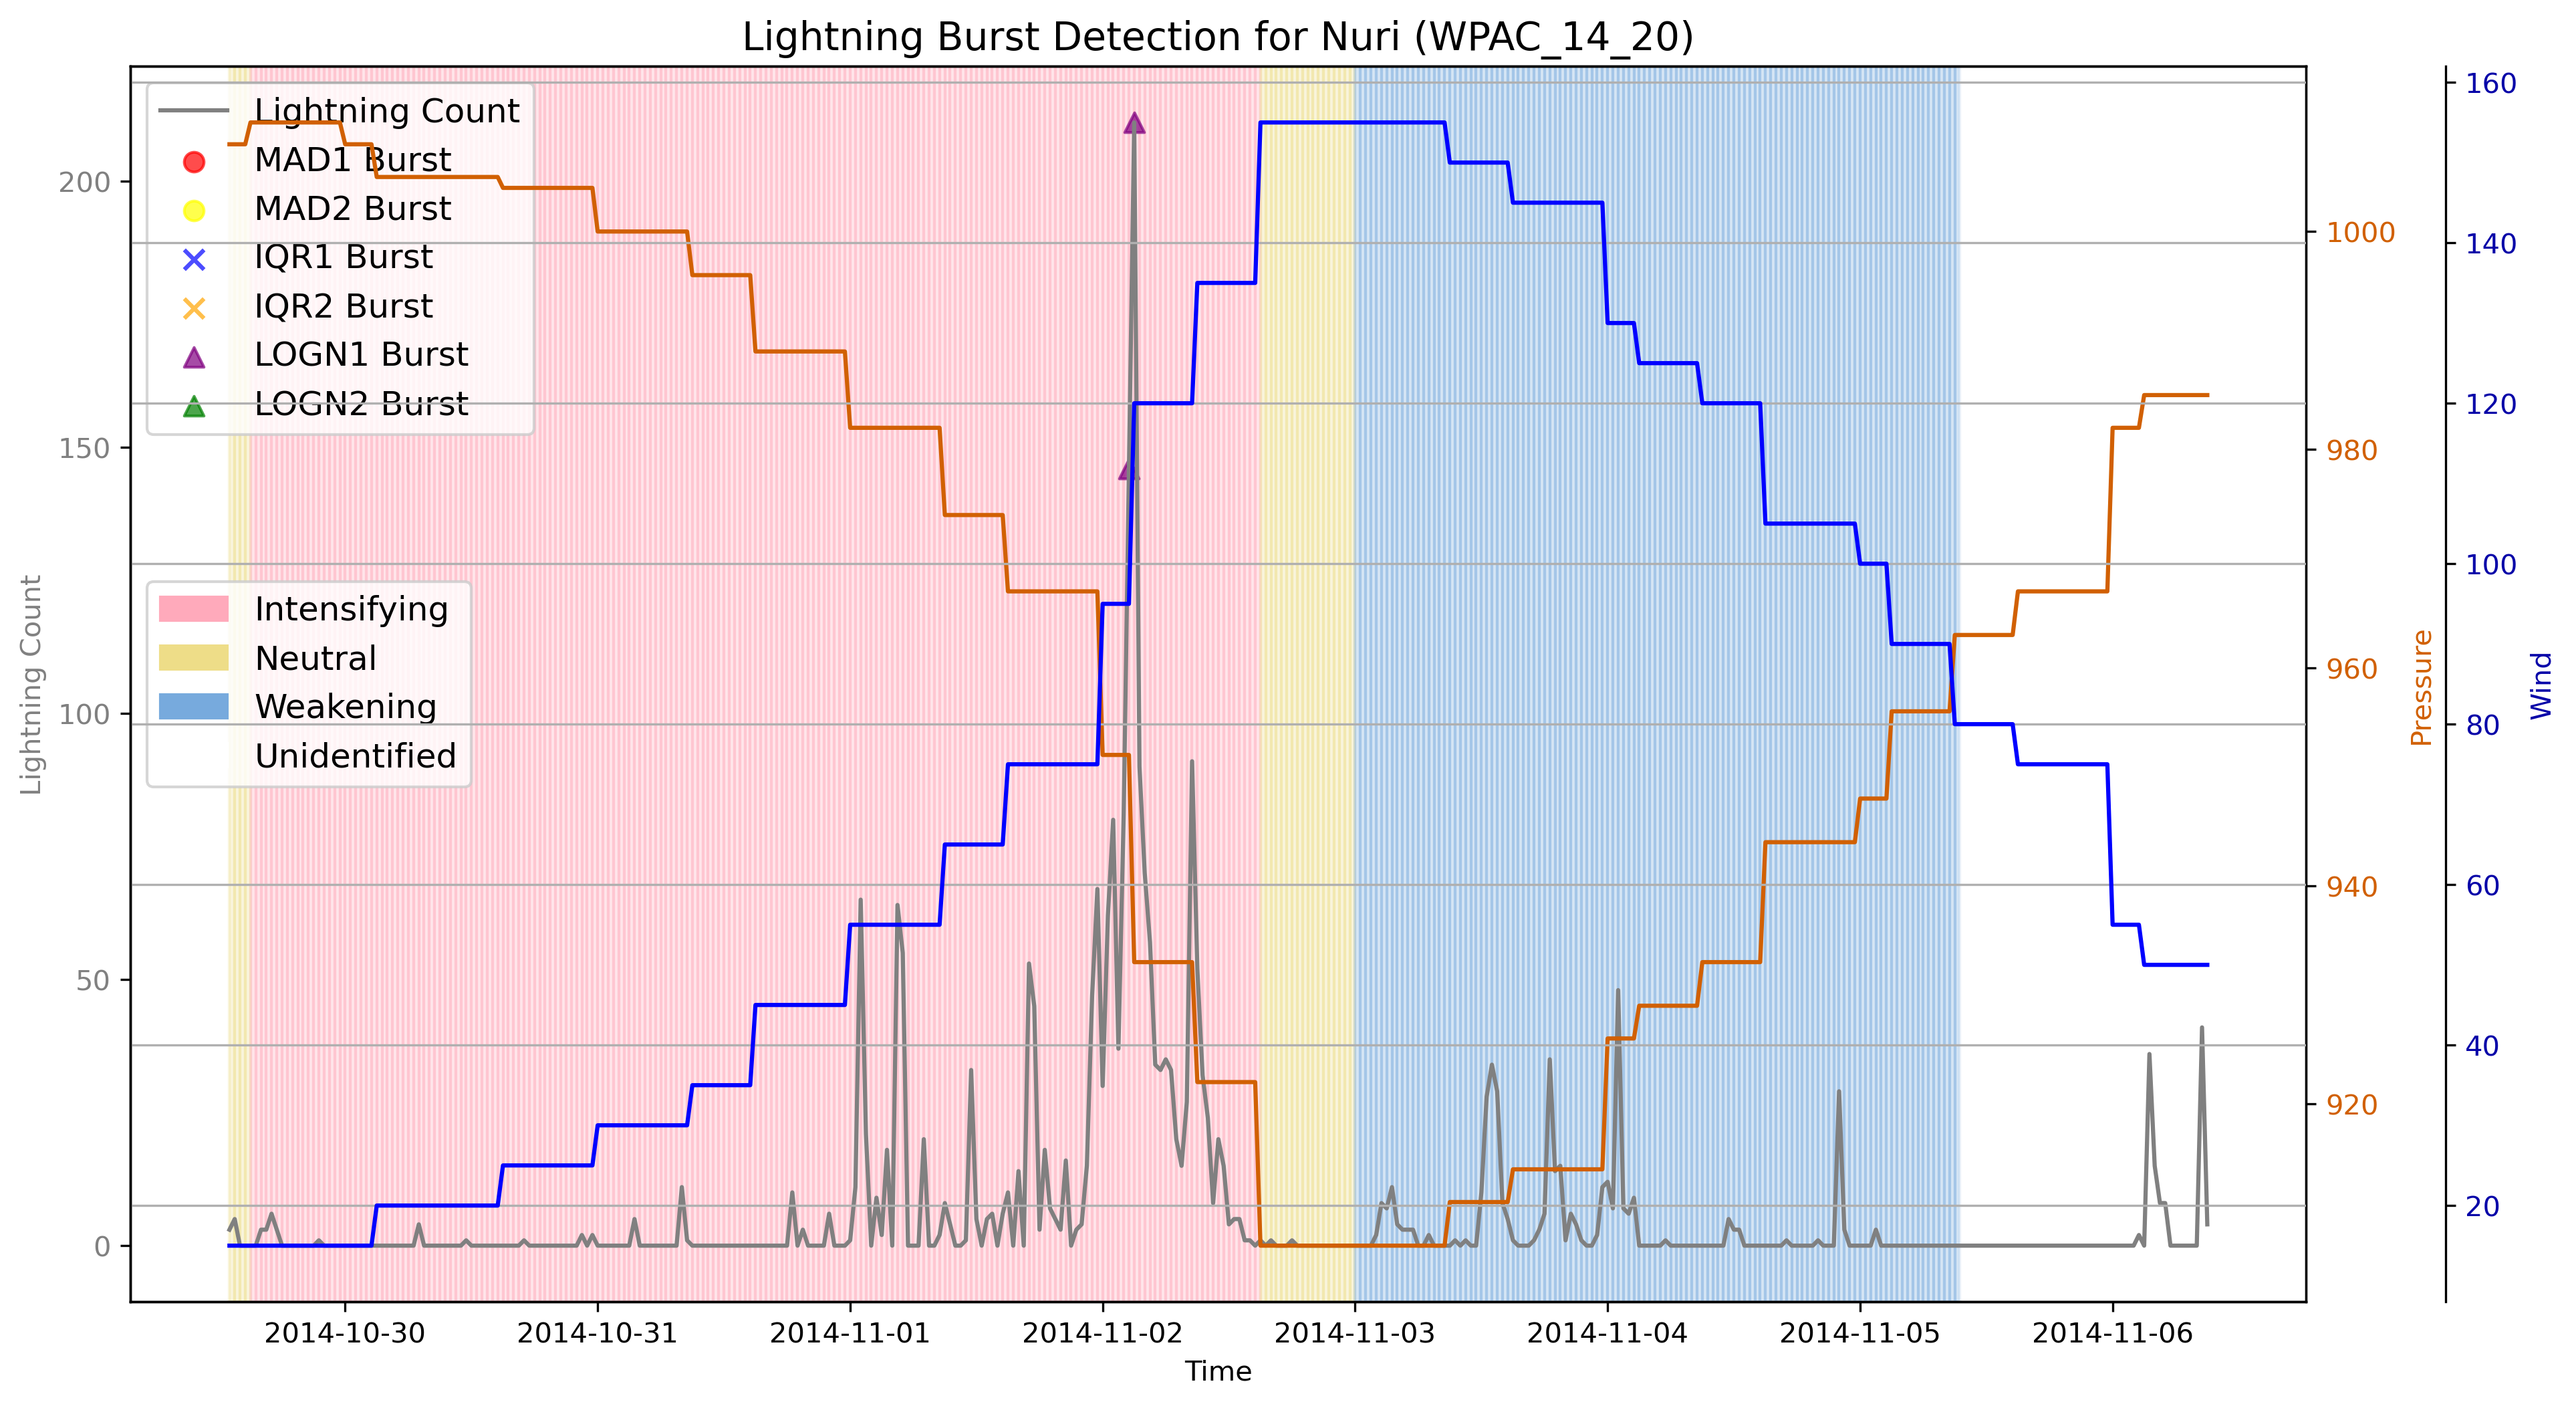 Lightning Burst Detection for Nuri (WPAC_14_20)
Lightning Count
MAD1 Burst
MAD2 Burst
IQR1 Burst
IQR2 Burst
LOGN1 Burst
LOGN2 Burst
Intensifying
Neutral
Weakening
Unidentified
Lightning Count
200
150
100
50
0
2014-10-30 2014-10-31 2014-11-01 2014-11-02 2014-11-03 2014-11-04 2014-11-05 2014-11-06
Time
1000
980
960
940
920
Pressure
160
140
120
100
80
60
40
20
Wind